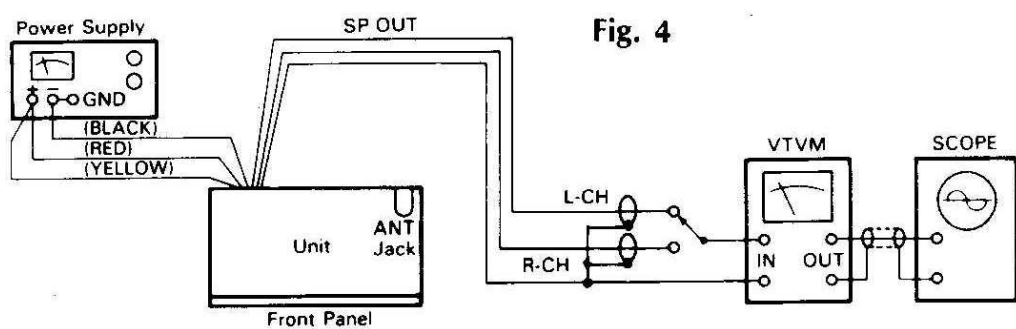 Fig. 4
Power Supply
SP OUT
+ −
GND
(BLACK)
(RED)
(YELLOW)
VTVM
SCOPE
L-CH
ANT
Jack
Unit
R-CH
IN
OUT
Front Panel